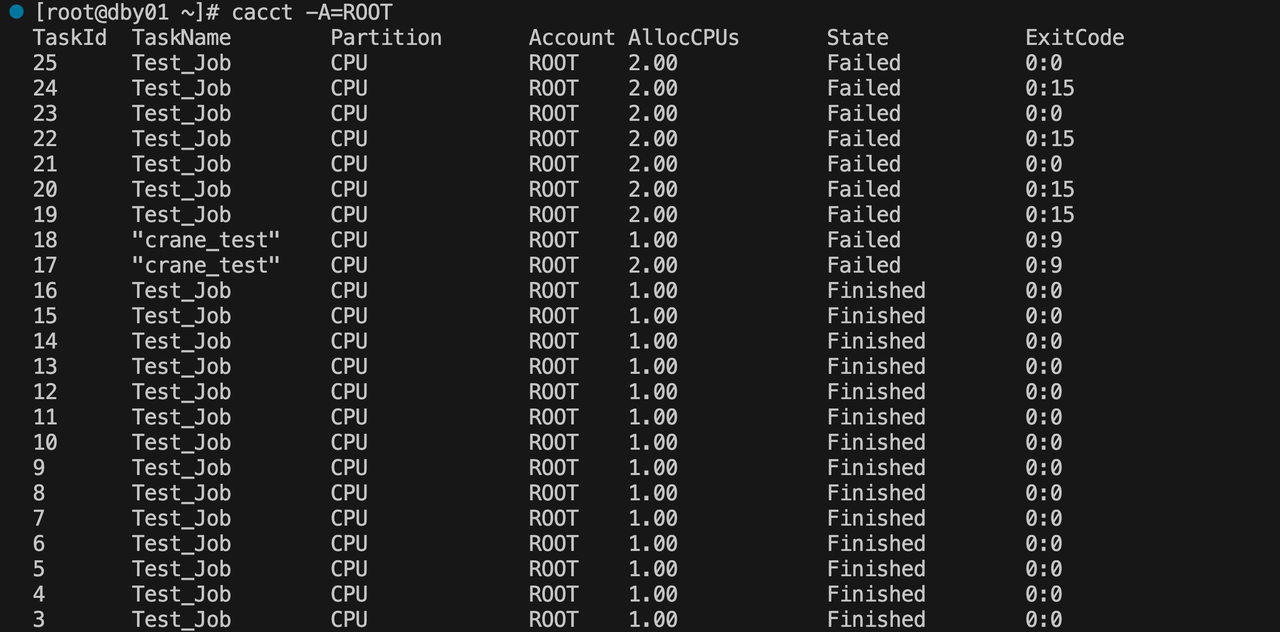 [root@dby01 ~]# cacct -A=ROOT
TaskId TaskName Partition Account AllocCPUs State ExitCode
25 Test_Job CPU ROOT 2.00 Failed 0:0
24 Test_Job CPU ROOT 2.00 Failed 0:15
23 Test_Job CPU ROOT 2.00 Failed 0:0
22 Test_Job CPU ROOT 2.00 Failed 0:15
21 Test_Job CPU ROOT 2.00 Failed 0:0
20 Test_Job CPU ROOT 2.00 Failed 0:15
19 Test_Job CPU ROOT 2.00 Failed 0:15
18 "crane_test" CPU ROOT 1.00 Failed 0:9
17 "crane_test" CPU ROOT 2.00 Failed 0:9
16 Test_Job CPU ROOT 1.00 Finished 0:0
15 Test_Job CPU ROOT 1.00 Finished 0:0
14 Test_Job CPU ROOT 1.00 Finished 0:0
13 Test_Job CPU ROOT 1.00 Finished 0:0
12 Test_Job CPU ROOT 1.00 Finished 0:0
11 Test_Job CPU ROOT 1.00 Finished 0:0
10 Test_Job CPU ROOT 1.00 Finished 0:0
9 Test_Job CPU ROOT 1.00 Finished 0:0
8 Test_Job CPU ROOT 1.00 Finished 0:0
7 Test_Job CPU ROOT 1.00 Finished 0:0
6 Test_Job CPU ROOT 1.00 Finished 0:0
5 Test_Job CPU ROOT 1.00 Finished 0:0
4 Test_Job CPU ROOT 1.00 Finished 0:0
3 Test_Job CPU ROOT 1.00 Finished 0:0